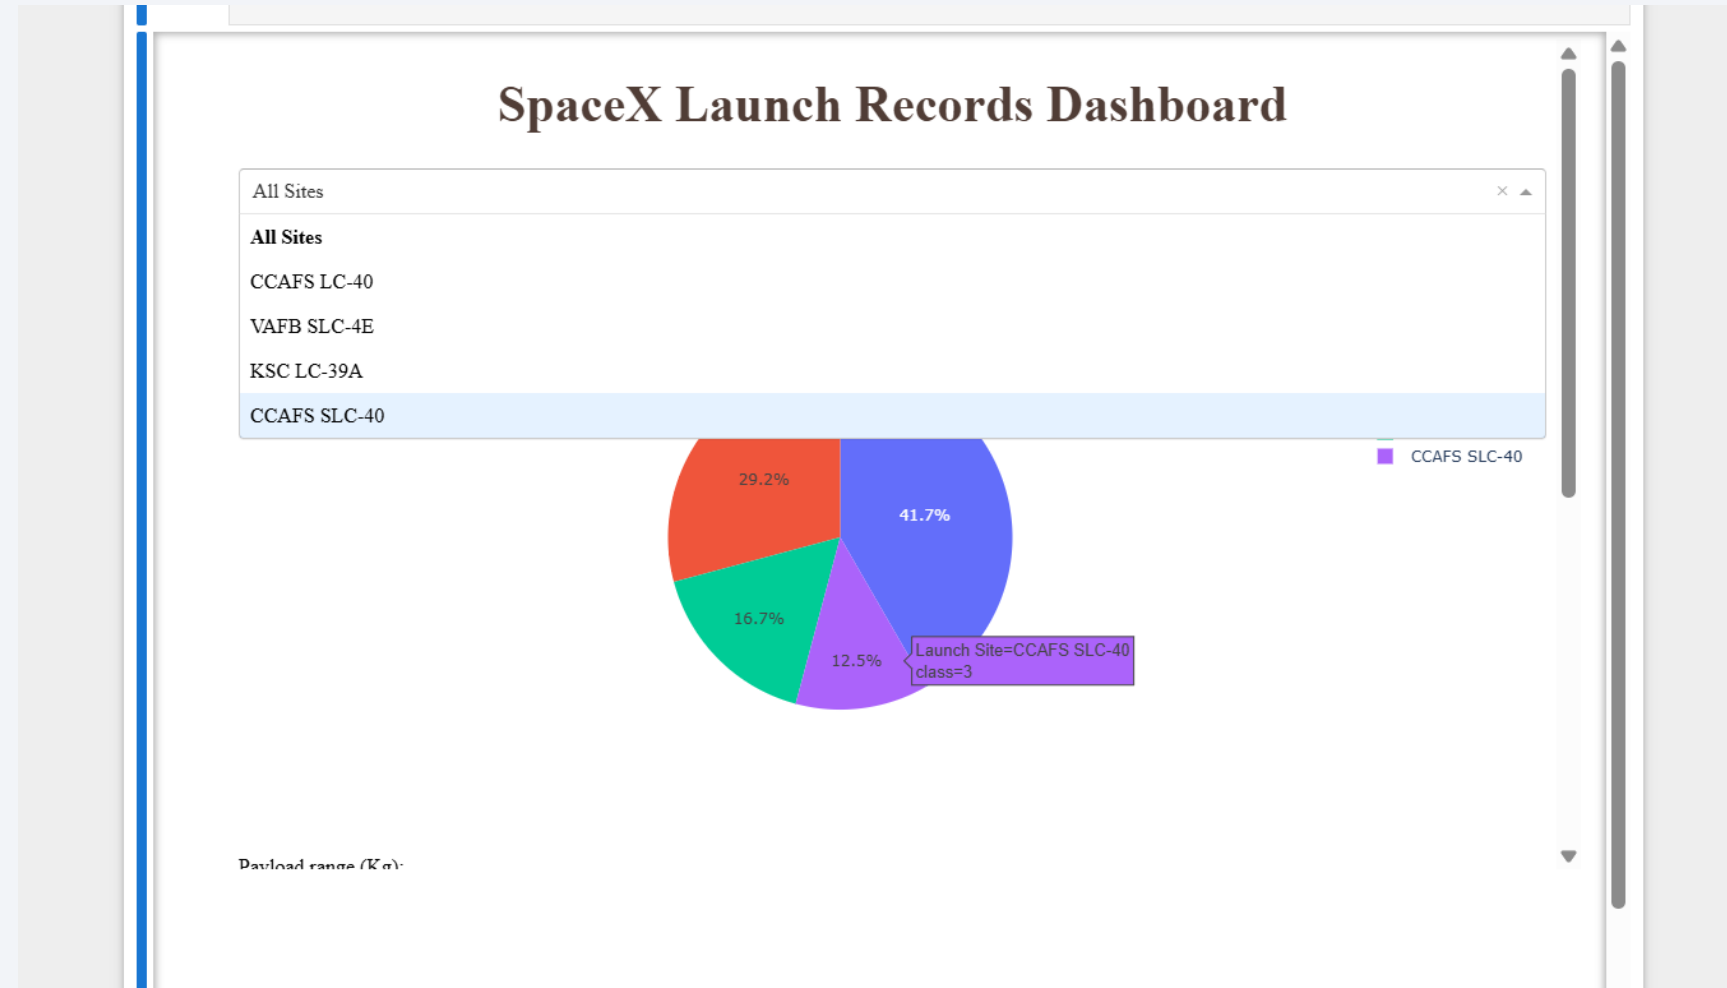 SpaceX Launch Records Dashboard
All Sites
All Sites
CCAFS LC-40
VAFB SLC-4E
KSC LC-39A
CCAFS SLC-40
CCAFS SLC-40
29.2%
41.7%
16.7%
12.5%
Launch Site=CCAFS SLC-40
class=3
Payload range (Kg):